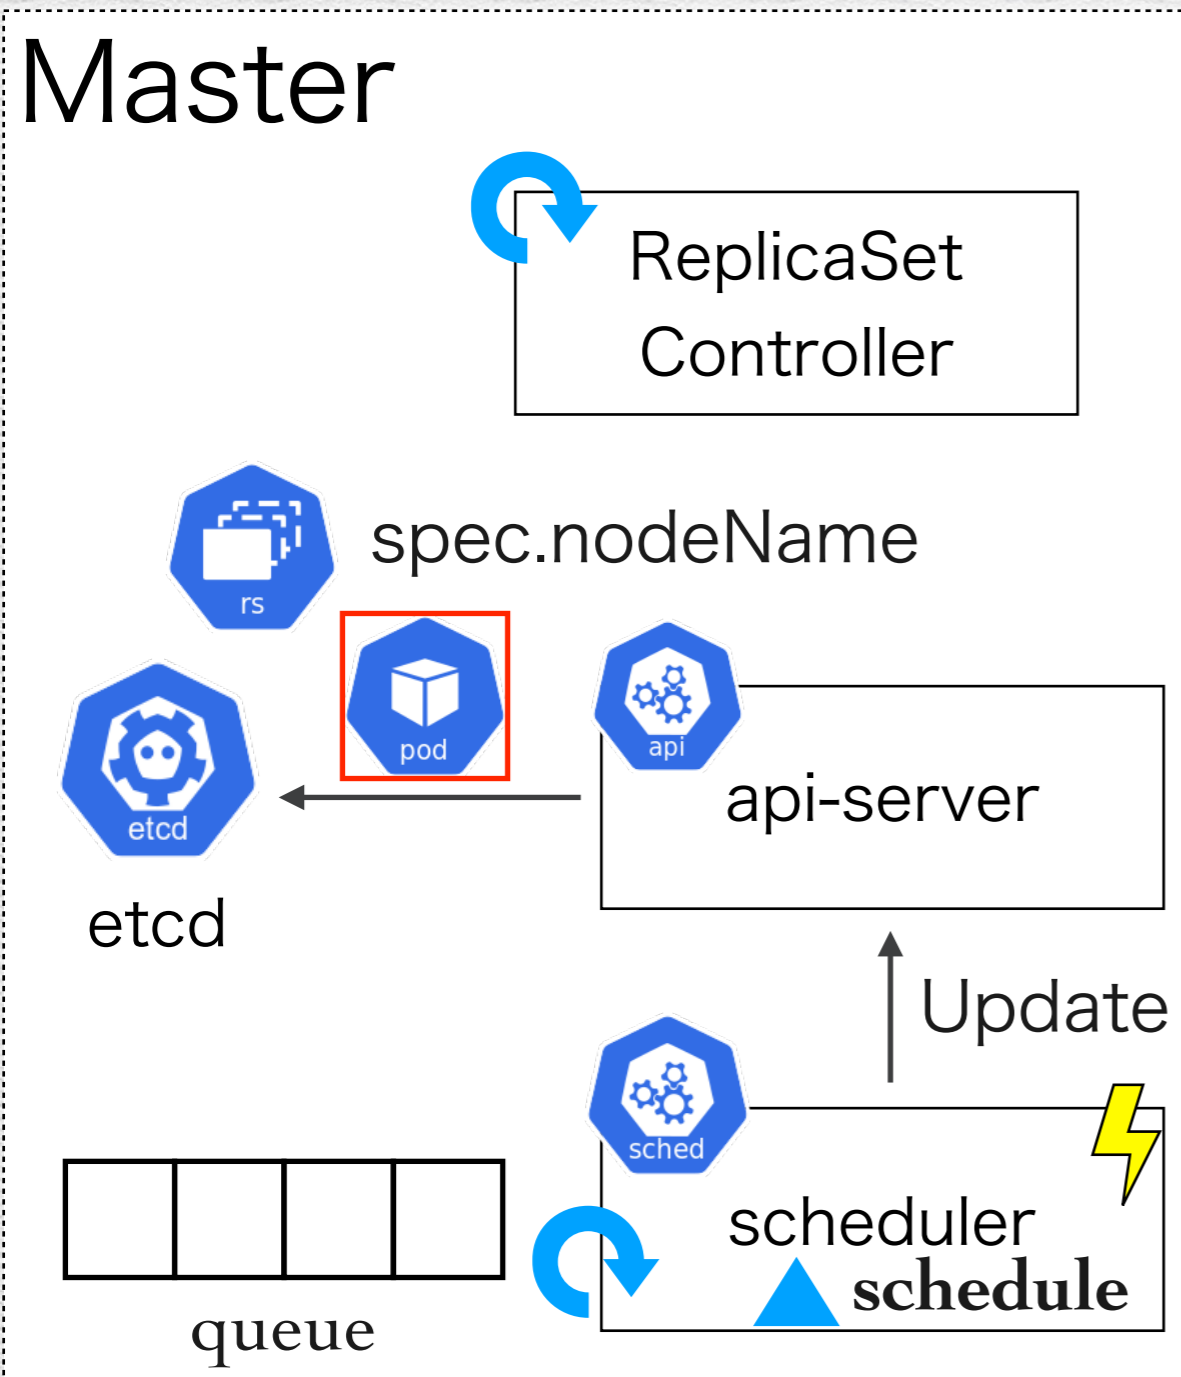 Master
ReplicaSet
Controller
rs
spec.nodeName
pod
api
etcd
api-server
etcd
Update
sched
scheduler
schedule
queue